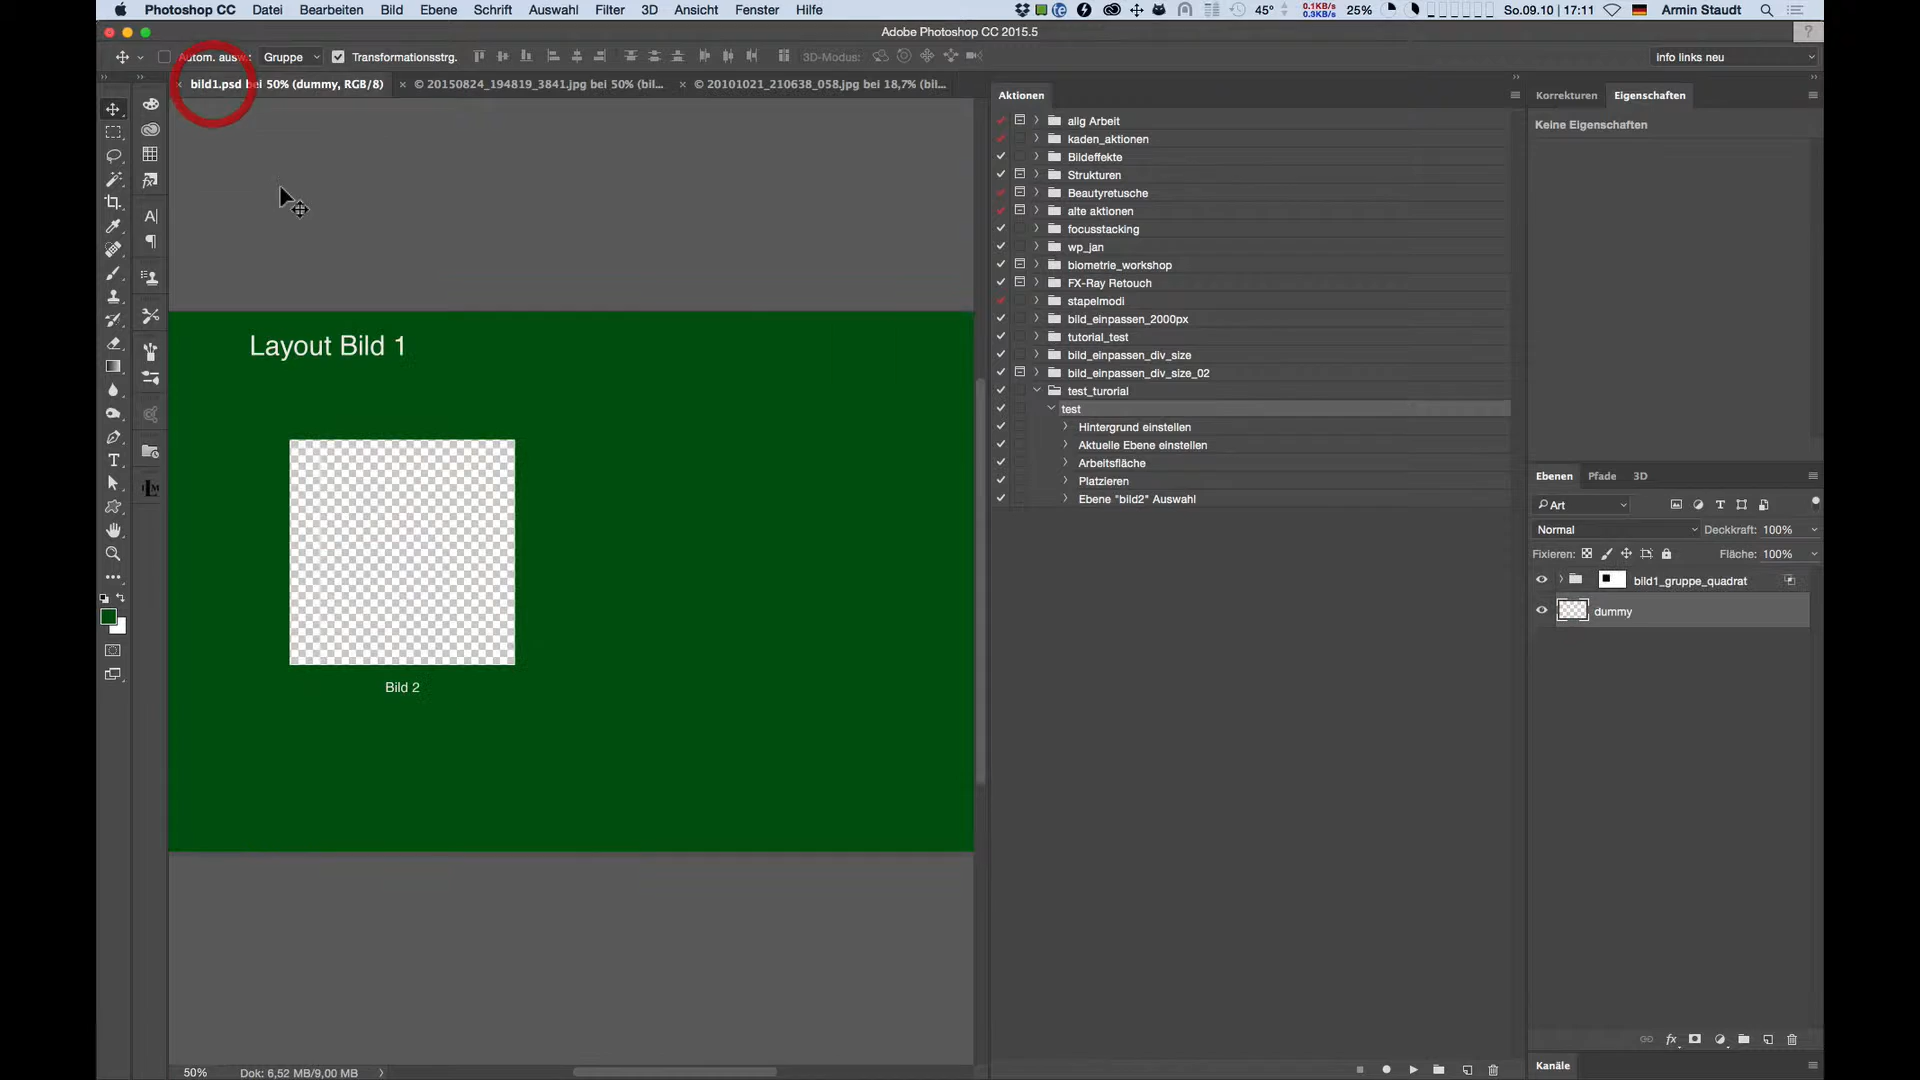 Photoshop CC Datei Bearbeiten Bild Ebene Schrift Auswahl Filter 3D Ansicht Fenster Hilfe 45° 0.1KB/s 0.3KB/s 25% So.09.10 17:11 Armin Staudt
Adobe Photoshop CC 2015.5
Autom. ausw.: Gruppe Transformationsstrg. 3D-Modus: Info links neu
bild1.psd bei 50% (dummy, RGB/8) © 20150824_194819_3841.jpg bei 50% (bil... © 20101021_210638_058.jpg bei 18,7% (bil...
Aktionen
Korrekturen Eigenschaften
Keine Eigenschaften
allg Arbeit
kaden_aktionen
Bildeffekte
Strukturen
Beautyretusche
alte aktionen
focusstacking
wp_jan
biometrie_workshop
FX-Ray Retouch
stapelmodi
bild_einpassen_2000px
tutorial_test
bild_einpassen_div_size
bild_einpassen_div_size_02
test_turorial
test
Hintergrund einstellen
Aktuelle Ebene einstellen
Arbeitsfläche
Platzieren
Ebene "bild2" Auswahl
Layout Bild 1
Bild 2
Ebenen Pfade 3D
Art
Normal Deckkraft: 100%
Fixieren: Fläche: 100%
bild1_gruppe_quadrat
dummy
Kanäle
50% Dok: 6,52 MB/9,00 MB